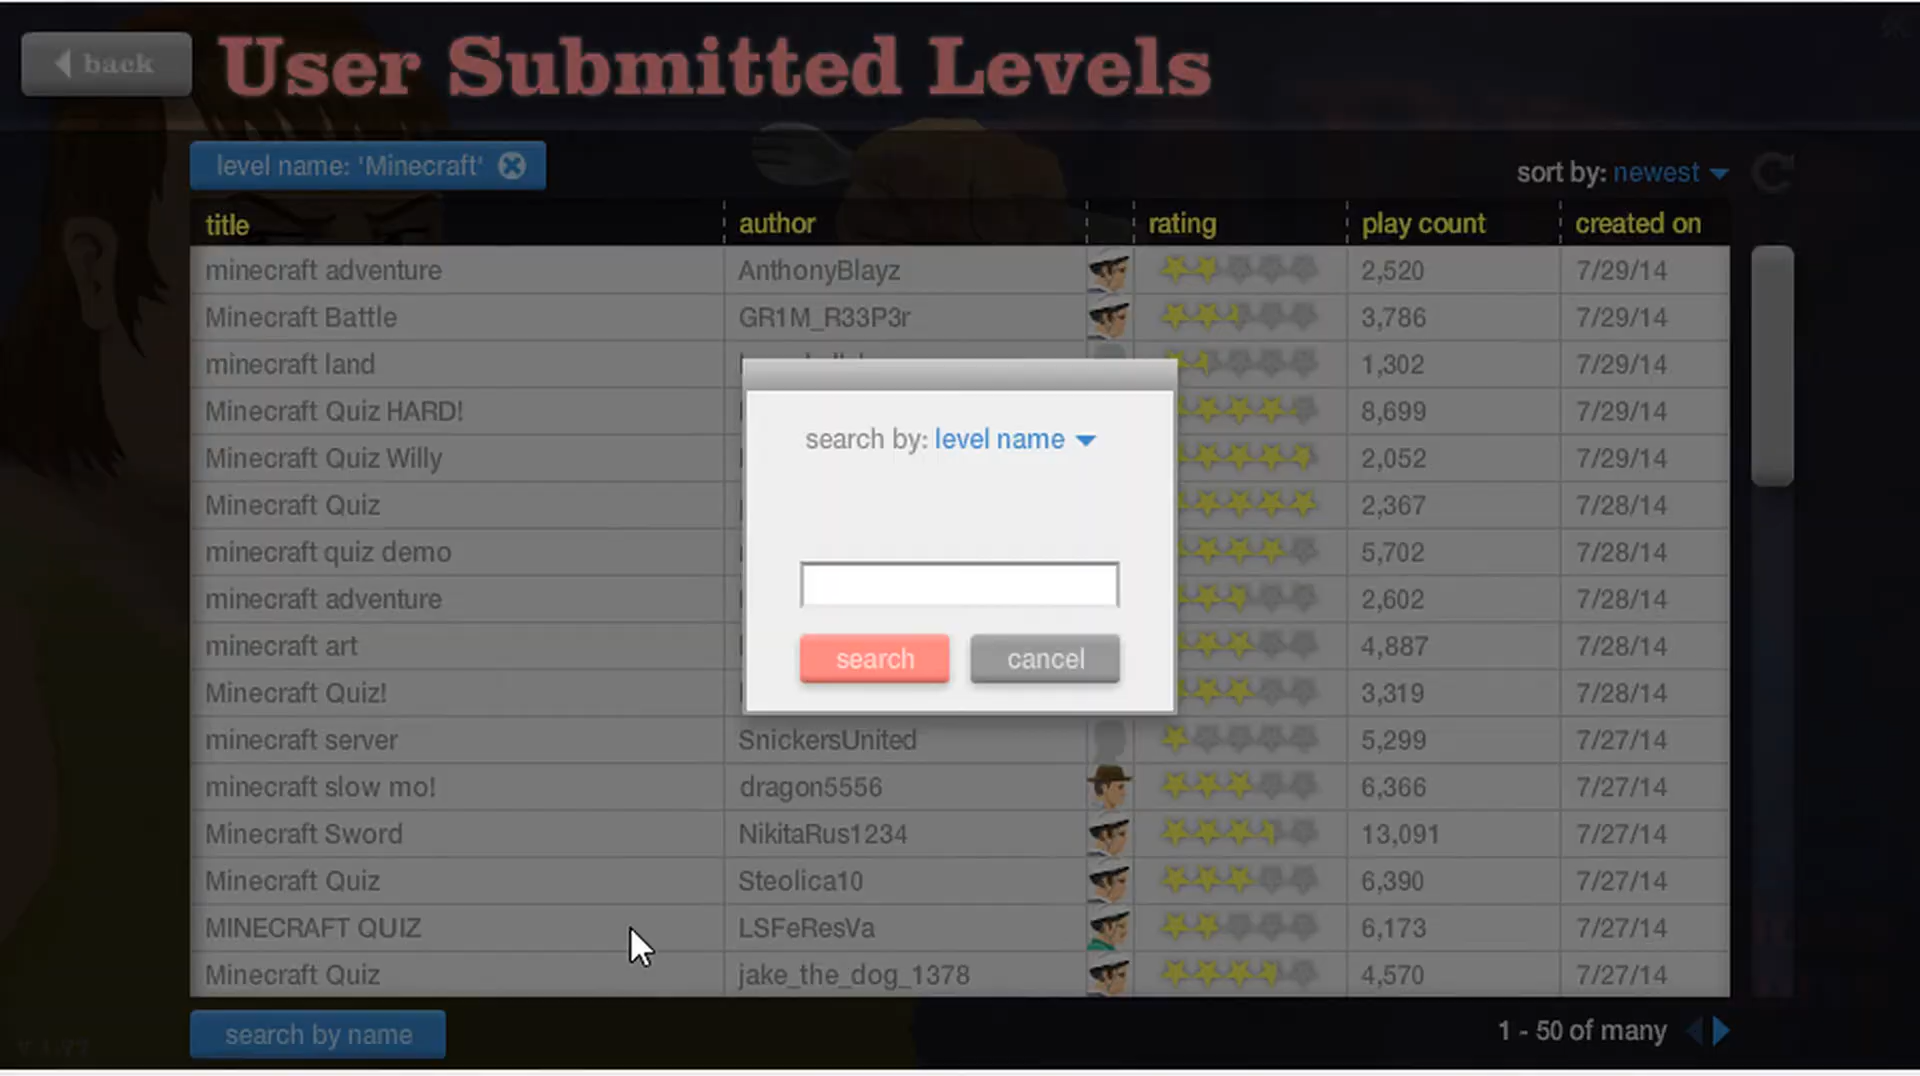 back
User Submitted Levels
level name: 'Minecraft'
sort by: newest
title author rating play count created on
minecraft adventure AnthonyBlayz 2,520 7/29/14
Minecraft Battle GR1M_R33P3r 3,786 7/29/14
minecraft land 1,302 7/29/14
Minecraft Quiz HARD! 8,699 7/29/14
Minecraft Quiz Willy 2,052 7/29/14
Minecraft Quiz 2,367 7/28/14
minecraft quiz demo 5,702 7/28/14
minecraft adventure 2,602 7/28/14
minecraft art 4,887 7/28/14
Minecraft Quiz! 3,319 7/28/14
minecraft server SnickersUnited 5,299 7/27/14
minecraft slow mo! dragon5556 6,366 7/27/14
Minecraft Sword NikitaRus1234 13,091 7/27/14
Minecraft Quiz Steolica10 6,390 7/27/14
MINECRAFT QUIZ LSFeResVa 6,173 7/27/14
Minecraft Quiz jake_the_dog_1378 4,570 7/27/14
search by: level name
search cancel
search by name
1 - 50 of many